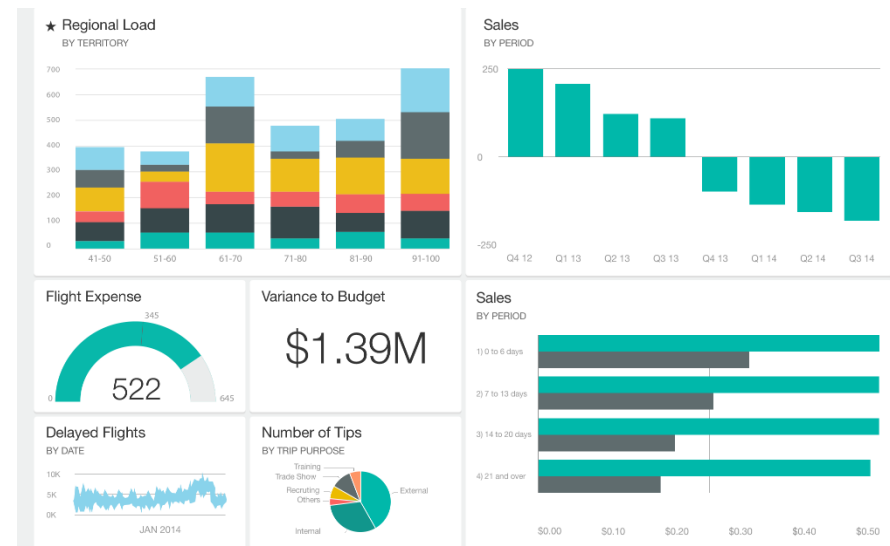 ★ Regional Load
BY TERRITORY
700
600
500
400
300
200
100
0
41-50
51-60
61-70
71-80
81-90
91-100
Sales
BY PERIOD
250
0
-250
Q4 12
Q1 13
Q2 13
Q3 13
Q4 13
Q1 14
Q2 14
Q3 14
Flight Expense
345
522
0
645
Variance to Budget
$1.39M
Sales
BY PERIOD
1) 0 to 6 days
2) 7 to 13 days
3) 14 to 20 days
4) 21 and over
$0.00
$0.10
$0.20
$0.30
$0.40
$0.50
Delayed Flights
BY DATE
10K
5K
0K
JAN 2014
Number of Tips
BY TRIP PURPOSE
Training
Trade Show
Recruting
Others
External
Internal